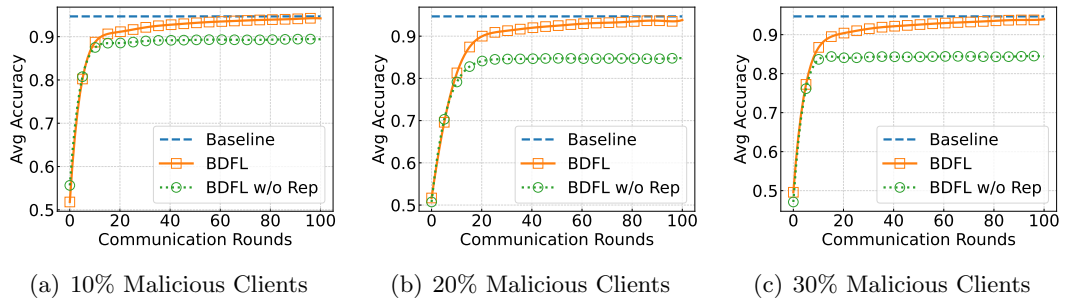 Avg Accuracy
0.9
0.8
0.7
0.6
0.5
0 20 40 60 80 100
Communication Rounds
Baseline
BDFL
BDFL w/o Rep
(a) 10% Malicious Clients
Avg Accuracy
0.9
0.8
0.7
0.6
0.5
0 20 40 60 80 100
Communication Rounds
Baseline
BDFL
BDFL w/o Rep
(b) 20% Malicious Clients
Avg Accuracy
0.9
0.8
0.7
0.6
0.5
0 20 40 60 80 100
Communication Rounds
Baseline
BDFL
BDFL w/o Rep
(c) 30% Malicious Clients